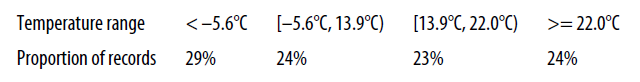 Temperature range < –5.6°C [–5.6°C, 13.9°C) [13.9°C, 22.0°C) >= 22.0°C
Proportion of records 29% 24% 23% 24%